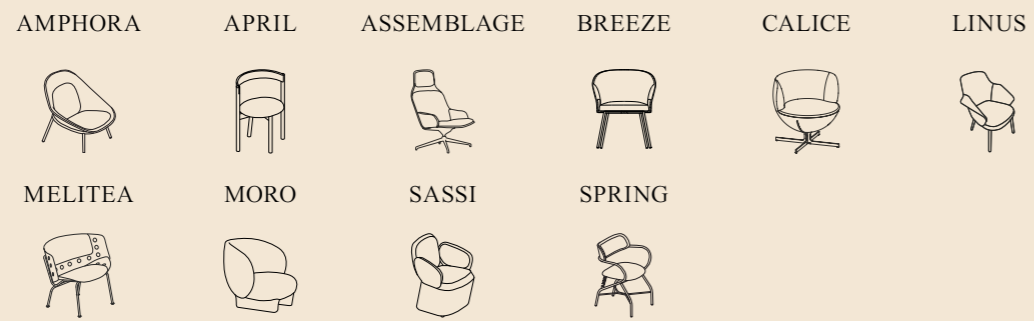 AMPHORA APRIL ASSEMBLAGE BREEZE CALICE LINUS
MELITEA MORO SASSI SPRING